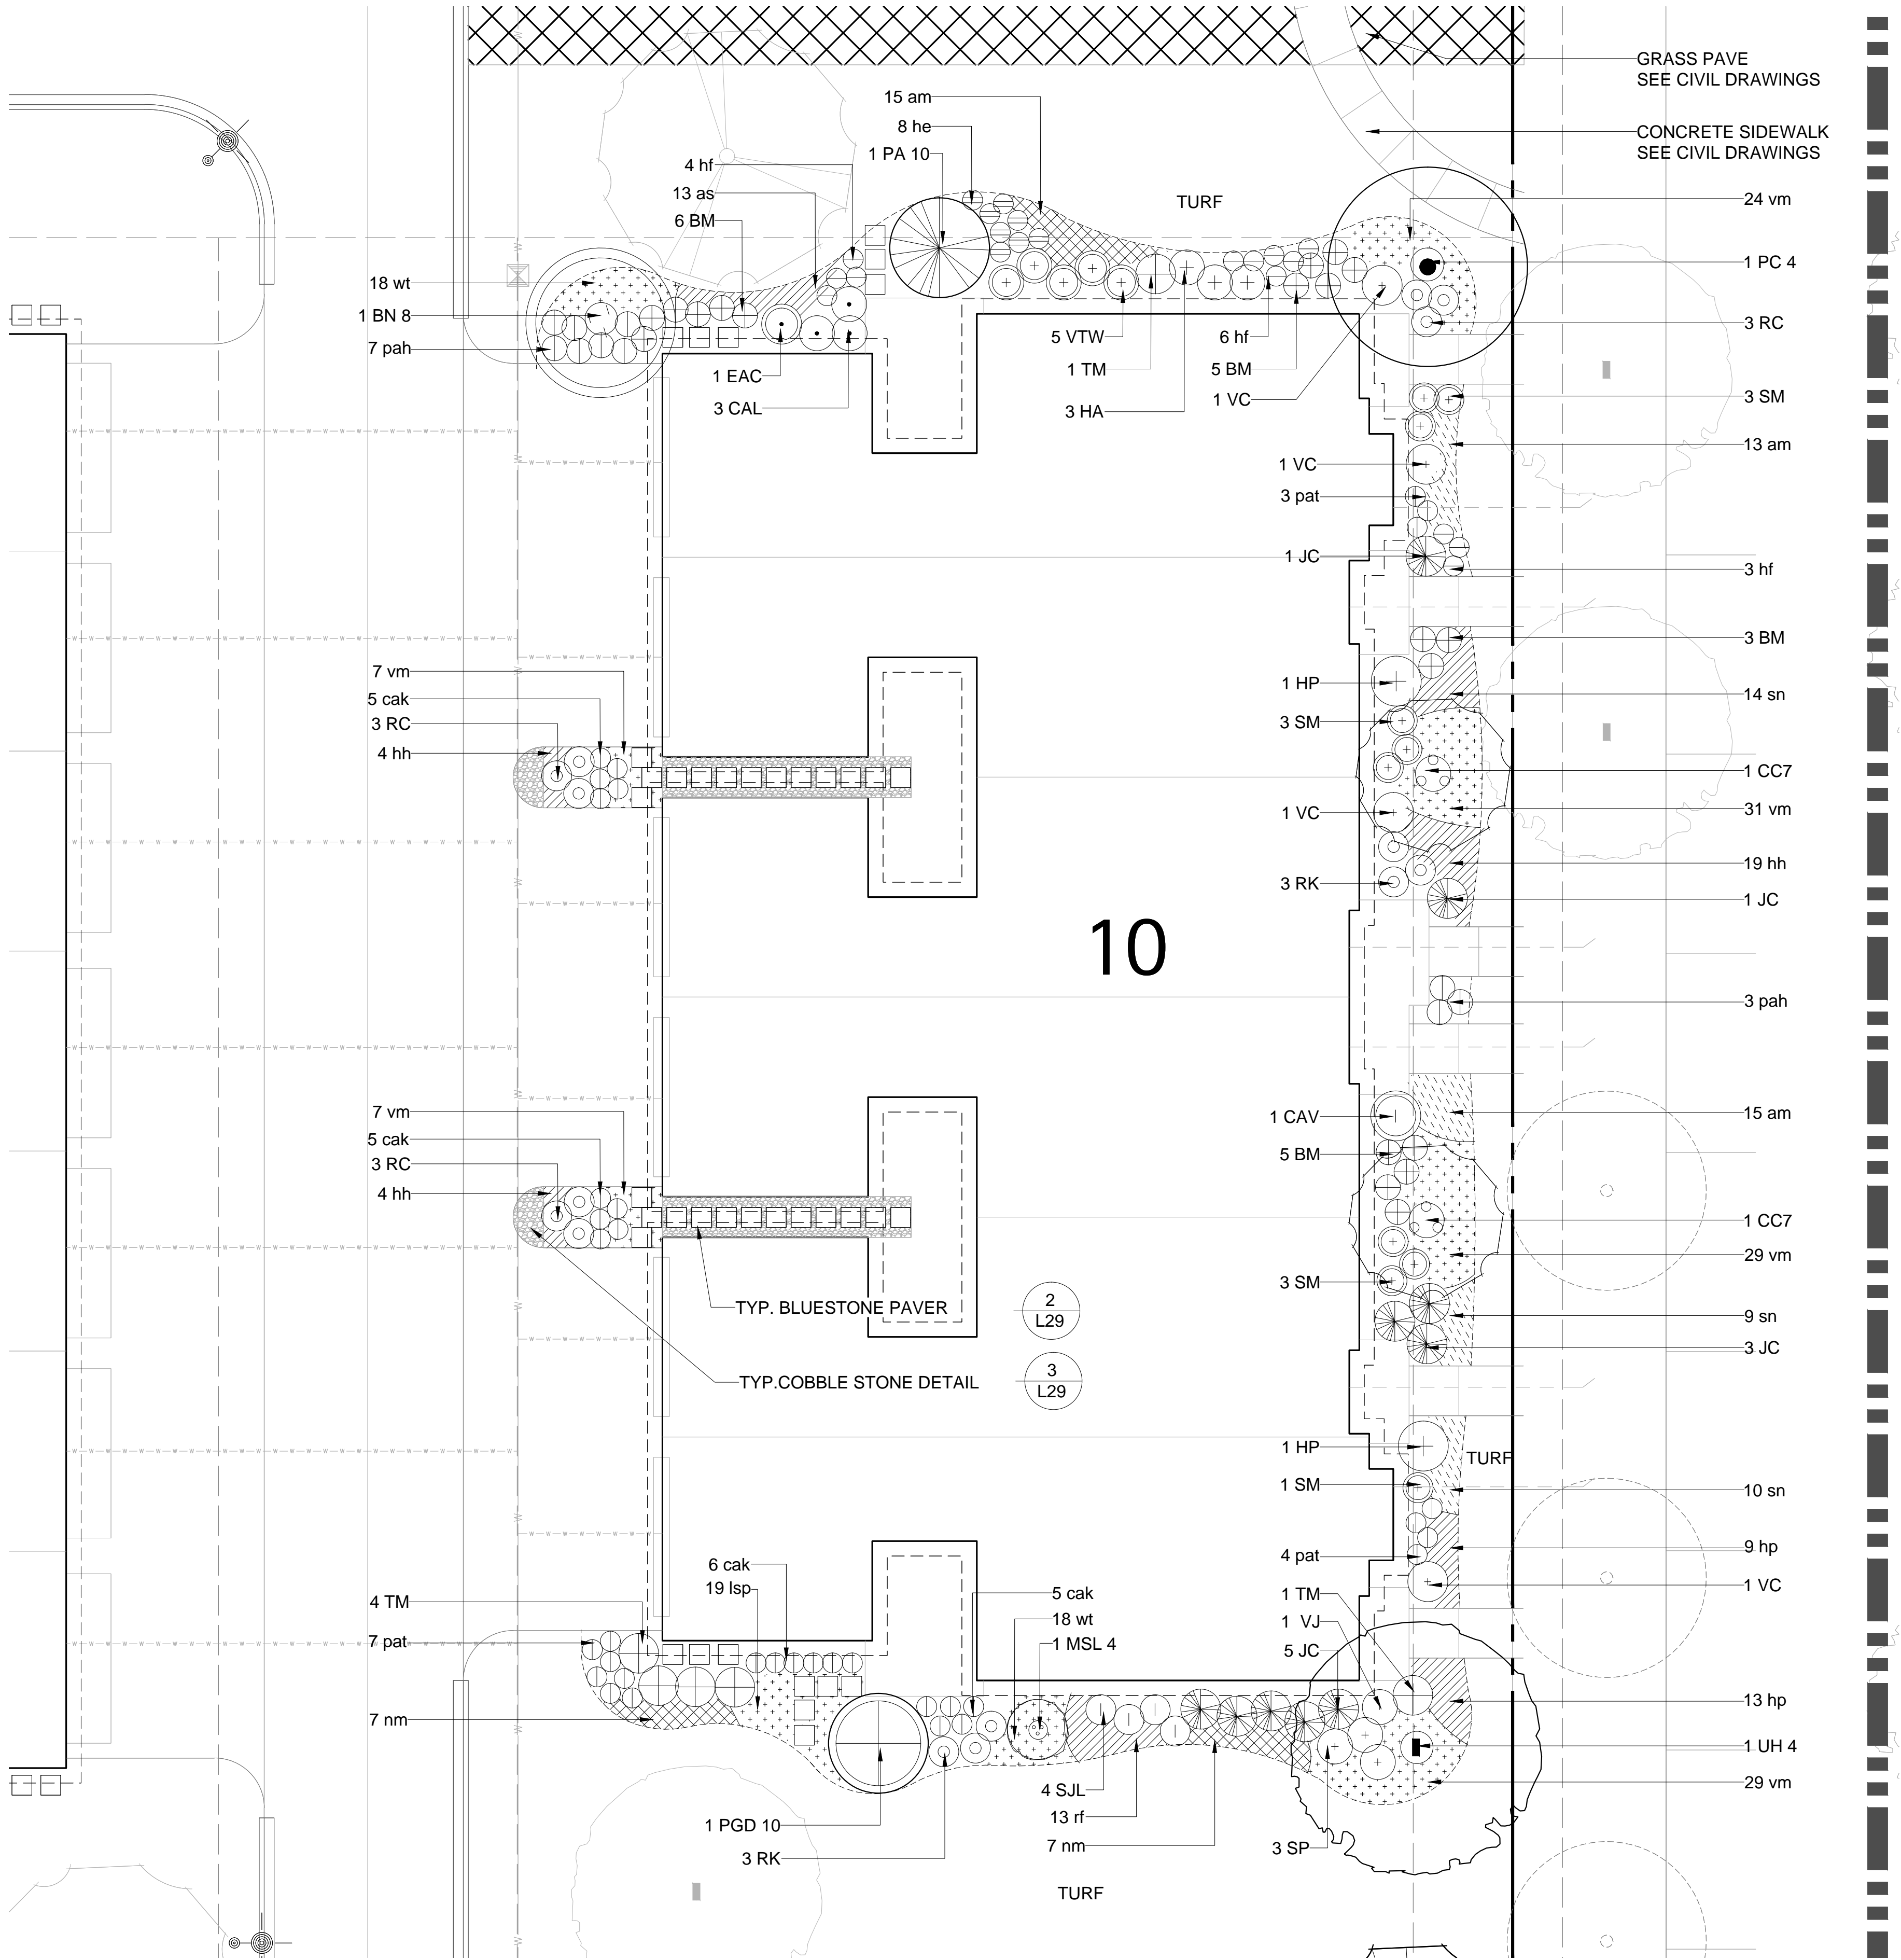 GRASS PAVE
SEE CIVIL DRAWINGS
CONCRETE SIDEWALK
SEE CIVIL DRAWINGS
15 am
8 he
1 PA 10
4 hf
13 as
6 BM
TURF
24 vm
1 PC 4
3 RC
18 wt
1 BN 8
7 pah
1 EAC
3 CAL
5 VTW
1 TM
3 HA
6 hf
5 BM
1 VC
3 SM
13 am
1 VC
3 pat
1 JC
3 hf
3 BM
1 HP
14 sn
3 SM
1 CC7
1 VC
31 vm
19 hh
3 RK
1 JC
7 vm
5 cak
3 RC
4 hh
10
3 pah
7 vm
5 cak
3 RC
4 hh
1 CAV
15 am
5 BM
1 CC7
29 vm
3 SM
9 sn
3 JC
TYP. BLUESTONE PAVER
2
L29
TYP.COBBLE STONE DETAIL
3
L29
1 HP
TURF
1 SM
10 sn
4 pat
9 hp
1 VC
6 cak
19 lsp
4 TM
7 pat
7 nm
5 cak
18 wt
1 MSL 4
1 TM
1 VJ
5 JC
13 hp
1 UH 4
29 vm
1 PGD 10
3 RK
4 SJL
13 rf
7 nm
3 SP
TURF